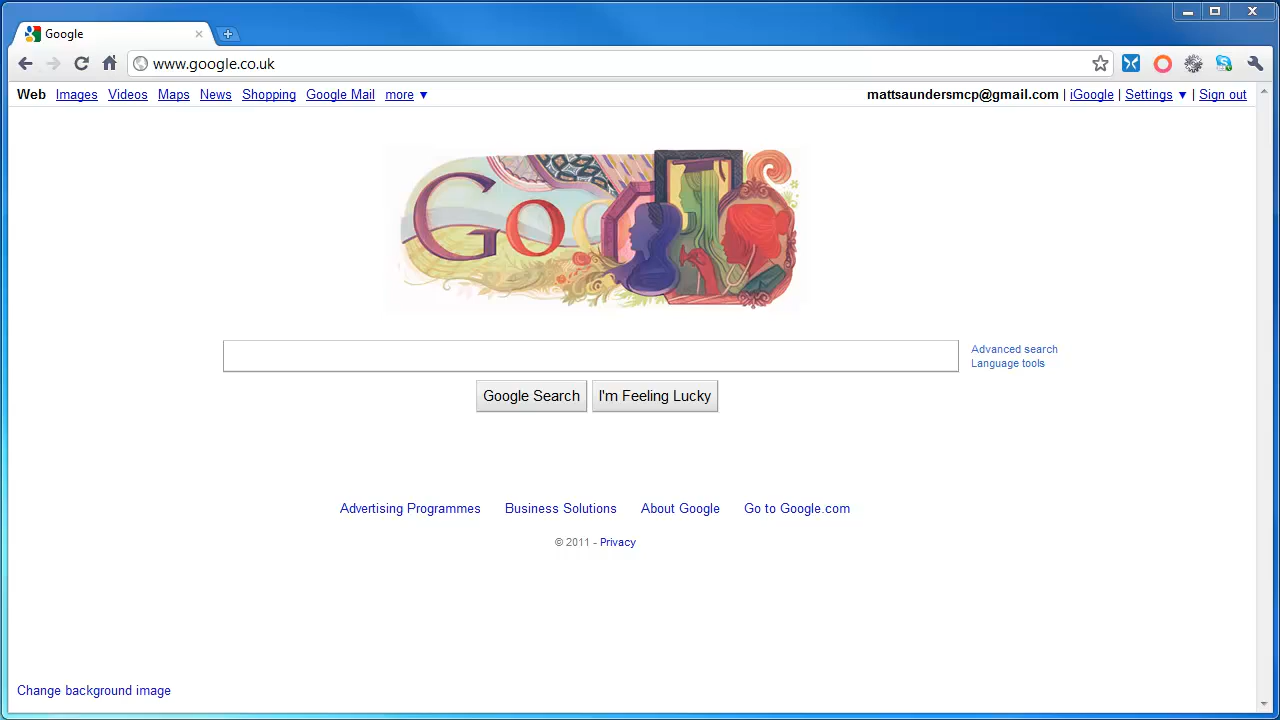 Google
www.google.co.uk
Web Images Videos Maps News Shopping Google Mail more ▼ mattsaundersmcp@gmail.com | iGoogle | Settings ▼ | Sign out
Goo
Advanced search
Language tools
Google Search I'm Feeling Lucky
Advertising Programmes Business Solutions About Google Go to Google.com
© 2011 - Privacy
Change background image